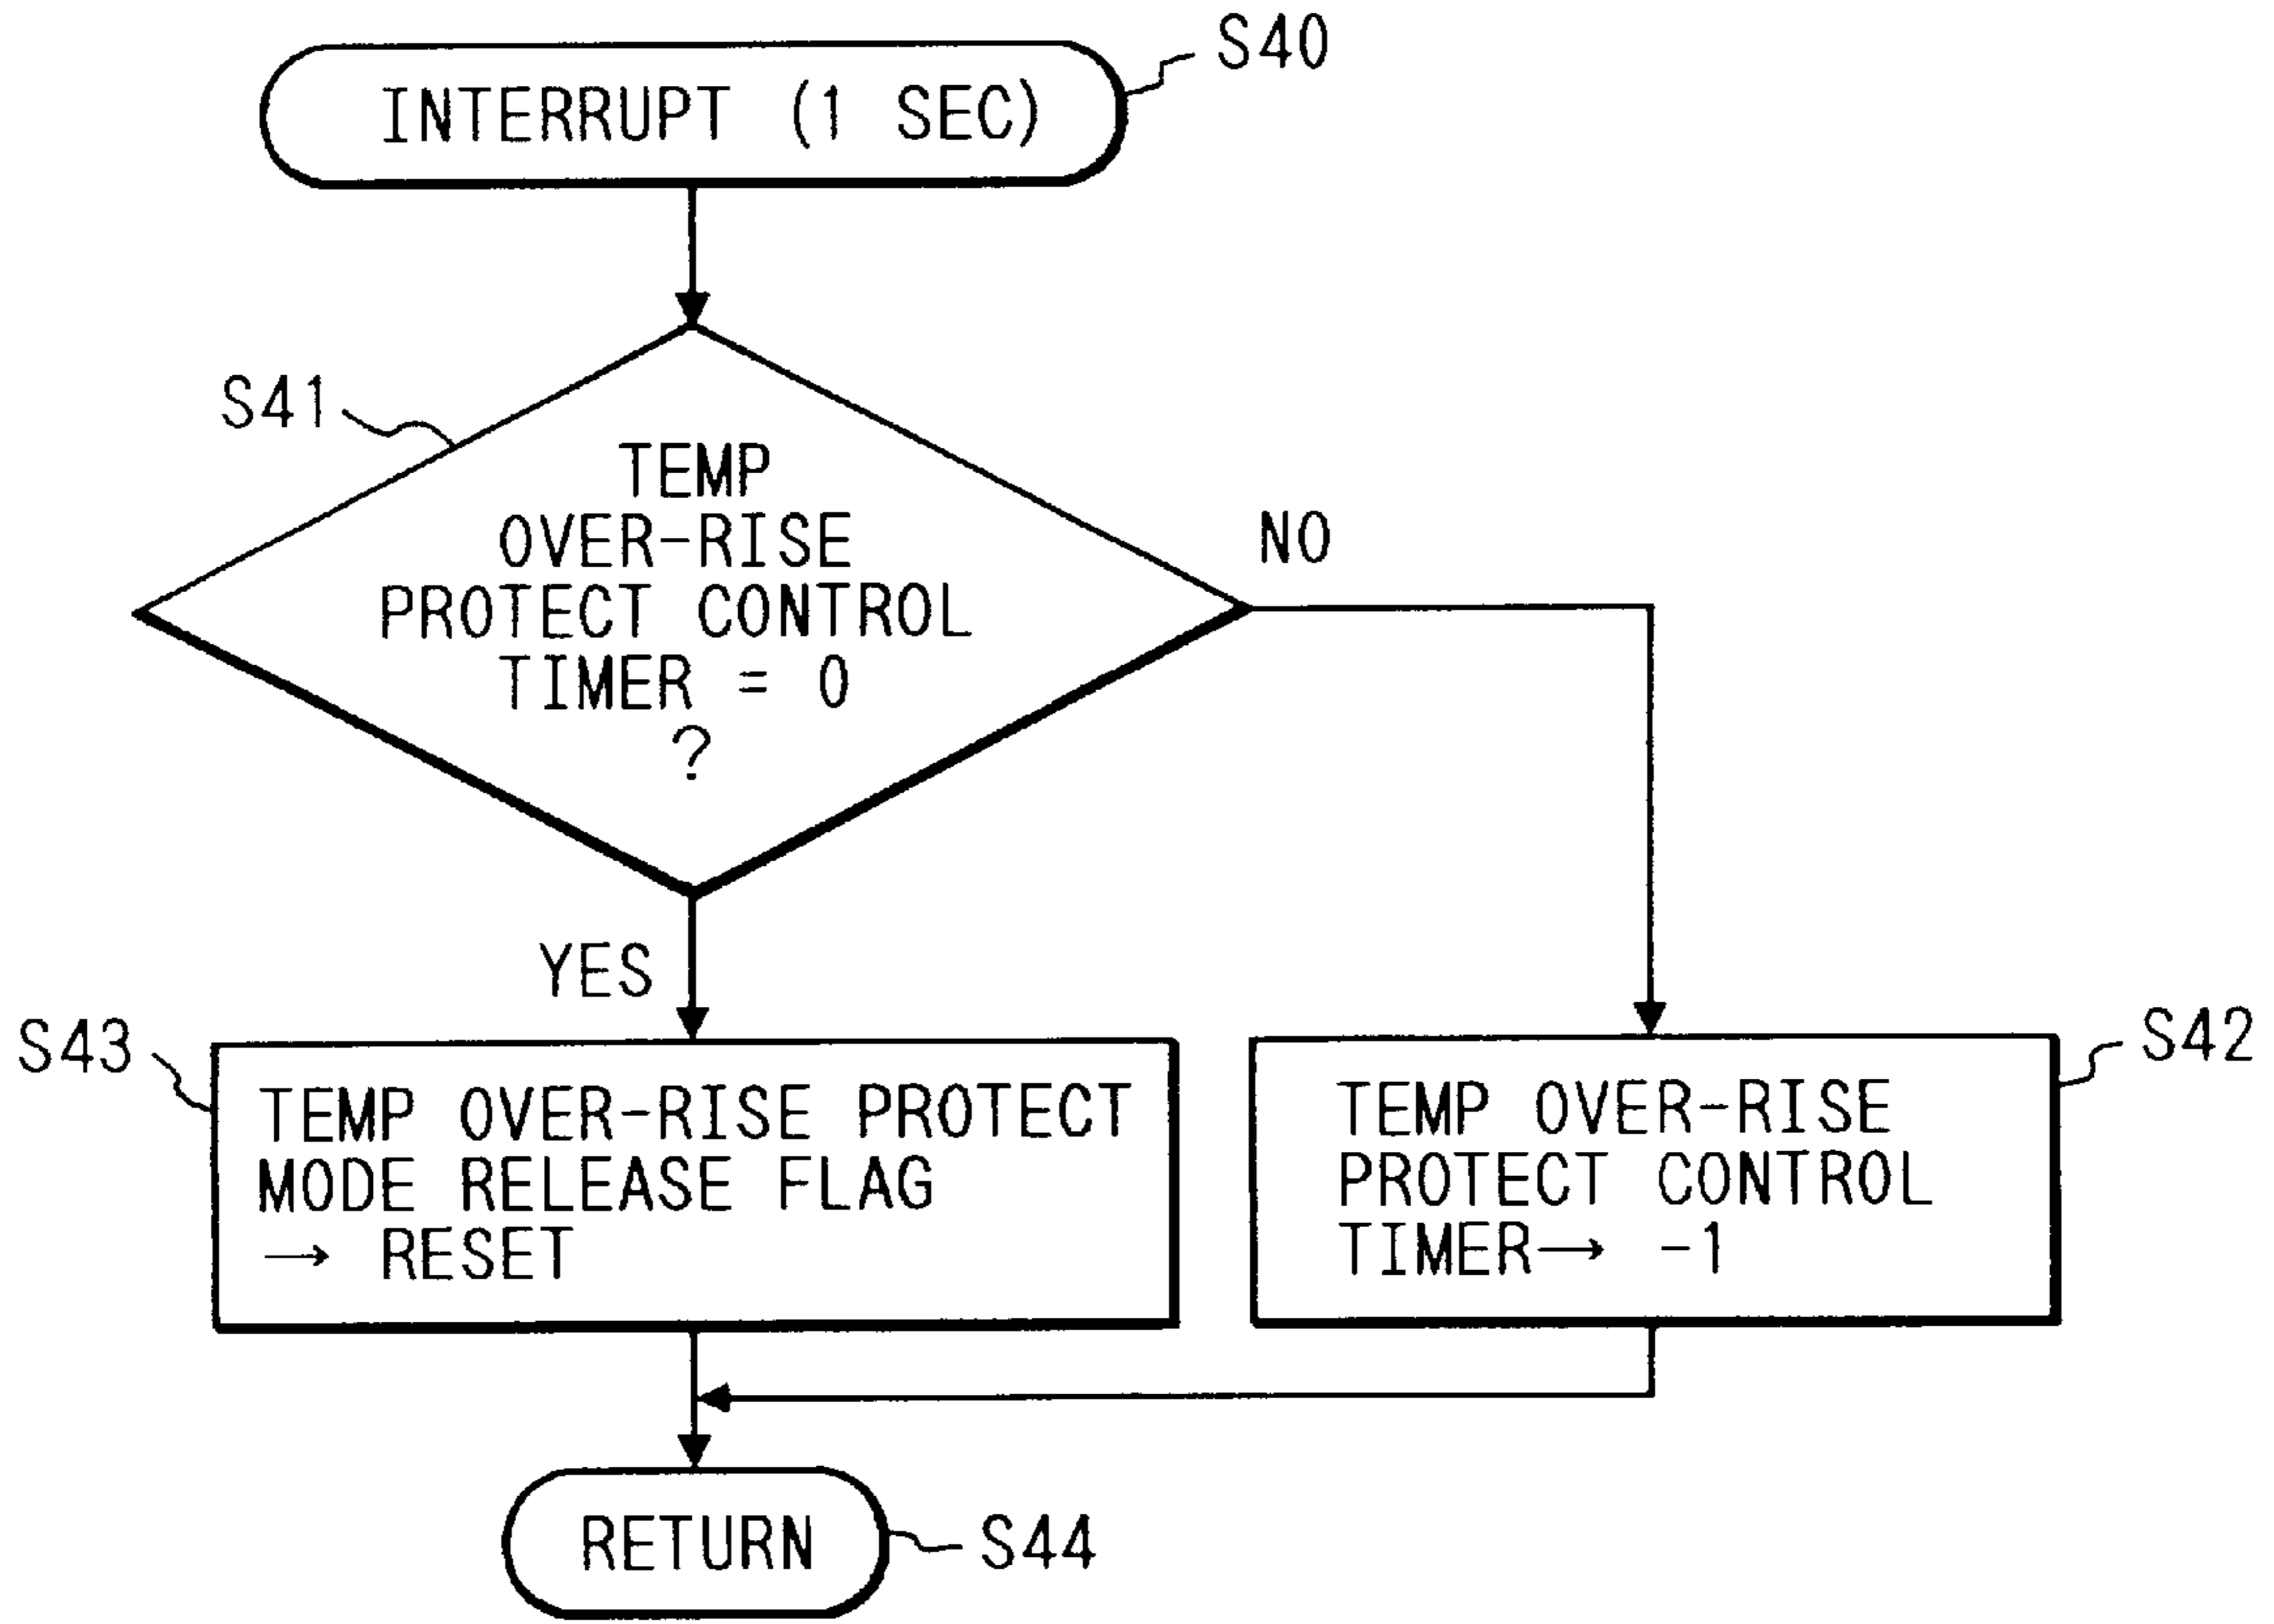 INTERRUPT (1 SEC)
S40
S41
TEMP
OVER-RISE
PROTECT CONTROL
TIMER = 0
?
NO
YES
S43
TEMP OVER-RISE PROTECT
MODE RELEASE FLAG
→ RESET
S42
TEMP OVER-RISE
PROTECT CONTROL
TIMER→ -1
RETURN
S44